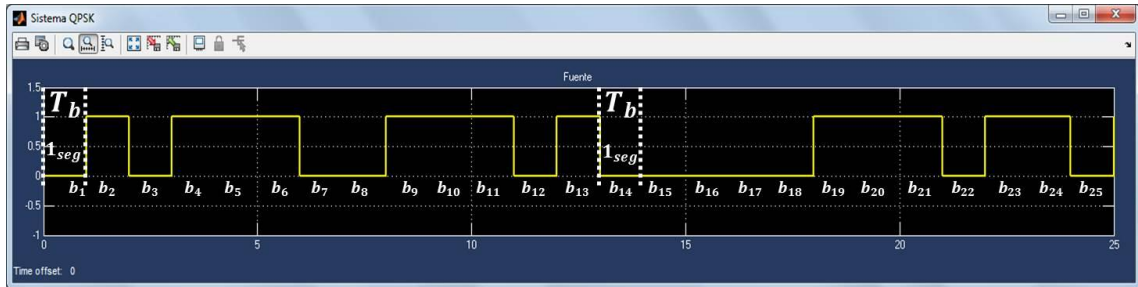 Sistema QPSK
Fuente
1.5
T_b T_b
1
0.5
1_seg 1_seg
0
b_1 b_2 b_3 b_4 b_5 b_6 b_7 b_8 b_9 b_10 b_11 b_12 b_13 b_14 b_15 b_16 b_17 b_18 b_19 b_20 b_21 b_22 b_23 b_24 b_25
-0.5
-1
0 5 10 15 20 25
Time offset: 0